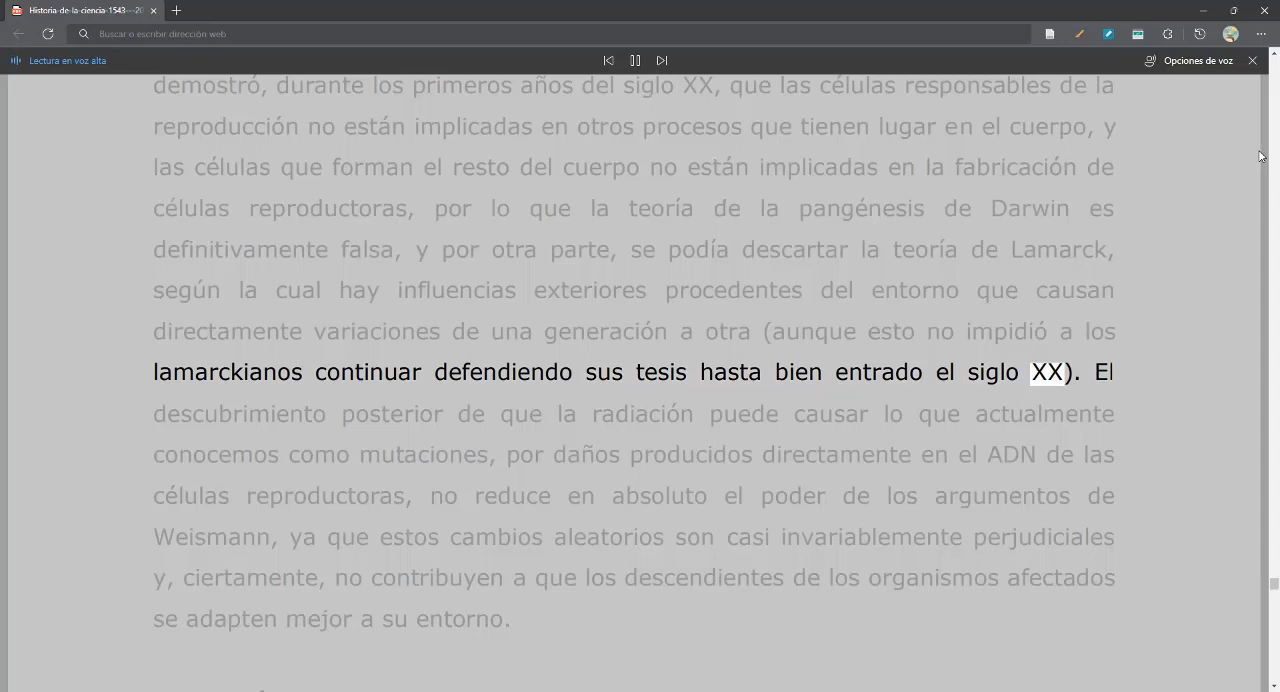 Historia-de-la-ciencia-1543---20
Buscar o escribir dirección web
Lectura en voz alta
Opciones de voz
demostró, durante los primeros años del siglo XX, que las células responsables de la
reproducción no están implicadas en otros procesos que tienen lugar en el cuerpo, y
las células que forman el resto del cuerpo no están implicadas en la fabricación de
células reproductoras, por lo que la teoría de la pangénesis de Darwin es
definitivamente falsa, y por otra parte, se podía descartar la teoría de Lamarck,
según la cual hay influencias exteriores procedentes del entorno que causan
directamente variaciones de una generación a otra (aunque esto no impidió a los
lamarckianos continuar defendiendo sus tesis hasta bien entrado el siglo XX). El
descubrimiento posterior de que la radiación puede causar lo que actualmente
conocemos como mutaciones, por daños producidos directamente en el ADN de las
células reproductoras, no reduce en absoluto el poder de los argumentos de
Weismann, ya que estos cambios aleatorios son casi invariablemente perjudiciales
y, ciertamente, no contribuyen a que los descendientes de los organismos afectados
se adapten mejor a su entorno.